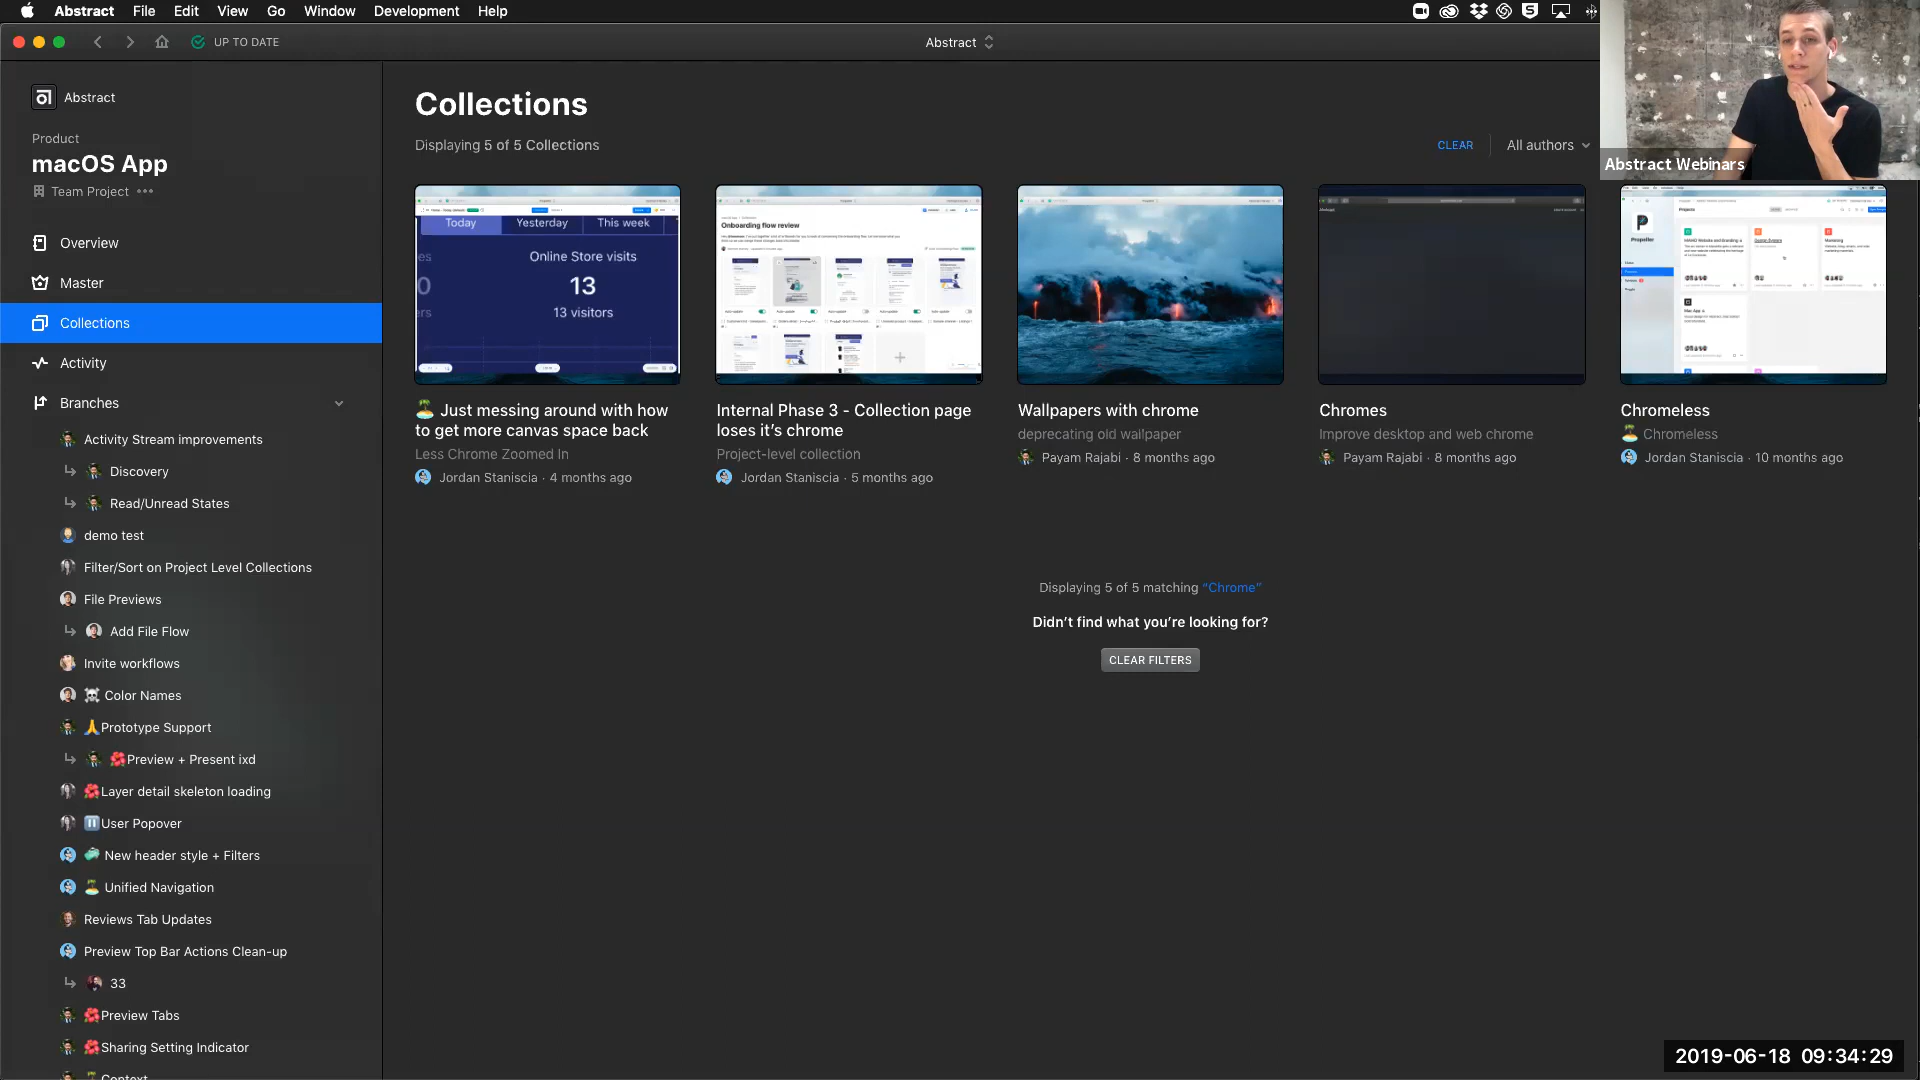 Abstract File Edit View Go Window Development Help
UP TO DATE
Abstract
Abstract
Product
macOS App
Team Project
Overview
Master
Collections
Activity
Branches
Activity Stream improvements
Discovery
Read/Unread States
demo test
Filter/Sort on Project Level Collections
File Previews
Add File Flow
Invite workflows
☠️ Color Names
🙏Prototype Support
🌺Preview + Present ixd
🌺Layer detail skeleton loading
⏸️User Popover
🧼 New header style + Filters
🏝️ Unified Navigation
Reviews Tab Updates
Preview Top Bar Actions Clean-up
33
🌺Preview Tabs
🌺Sharing Setting Indicator
🏝️ Context
Collections
Displaying 5 of 5 Collections
CLEAR
All authors
Today Yesterday This week
Online Store visits
13
13 visitors
🏝️ Just messing around with how
to get more canvas space back
Less Chrome Zoomed In
Jordan Staniscia · 4 months ago
Onboarding flow review
Internal Phase 3 - Collection page
loses it’s chrome
Project-level collection
Jordan Staniscia · 5 months ago
Wallpapers with chrome
deprecating old wallpaper
Payam Rajabi · 8 months ago
Chromes
Improve desktop and web chrome
Payam Rajabi · 8 months ago
Projects
Propeller
Chromeless
🏝️ Chromeless
Jordan Staniscia · 10 months ago
Displaying 5 of 5 matching “Chrome”
Didn’t find what you’re looking for?
CLEAR FILTERS
Abstract Webinars
2019-06-18 09:34:29